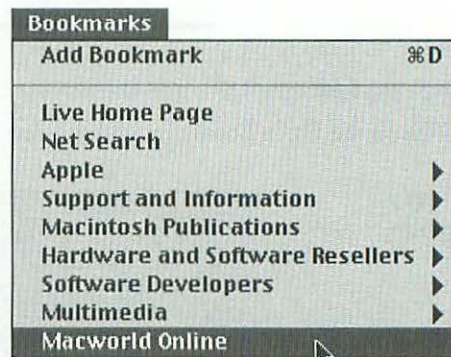 Bookmarks
Add Bookmark ⌘D
Live Home Page
Net Search
Apple
Support and Information
Macintosh Publications
Hardware and Software Resellers
Software Developers
Multimedia
Macworld Online